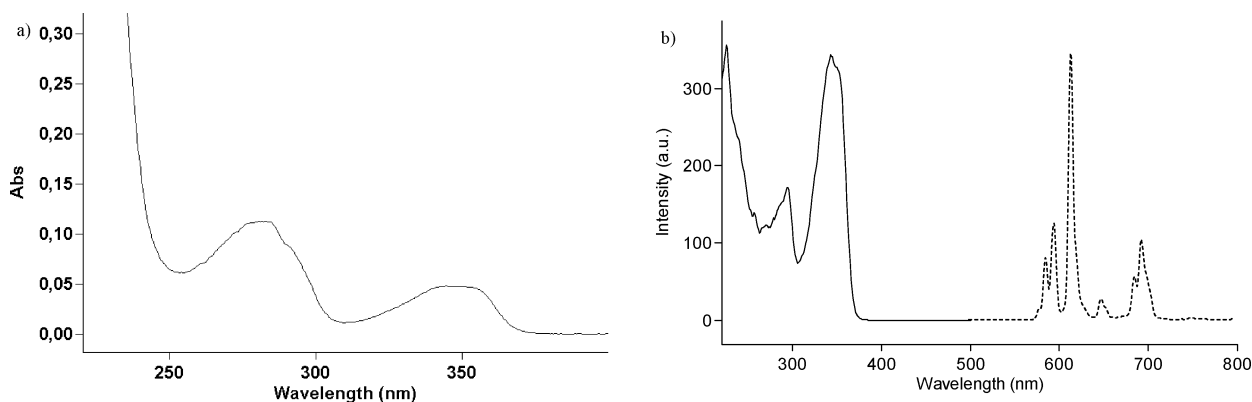 a)
0,30
0,25
0,20
0,15
0,10
0,05
0,00
Abs
250 300 350
Wavelength (nm)
b)
300
200
100
0
Intensity (a.u.)
300 400 500 600 700 800
Wavelength (nm)